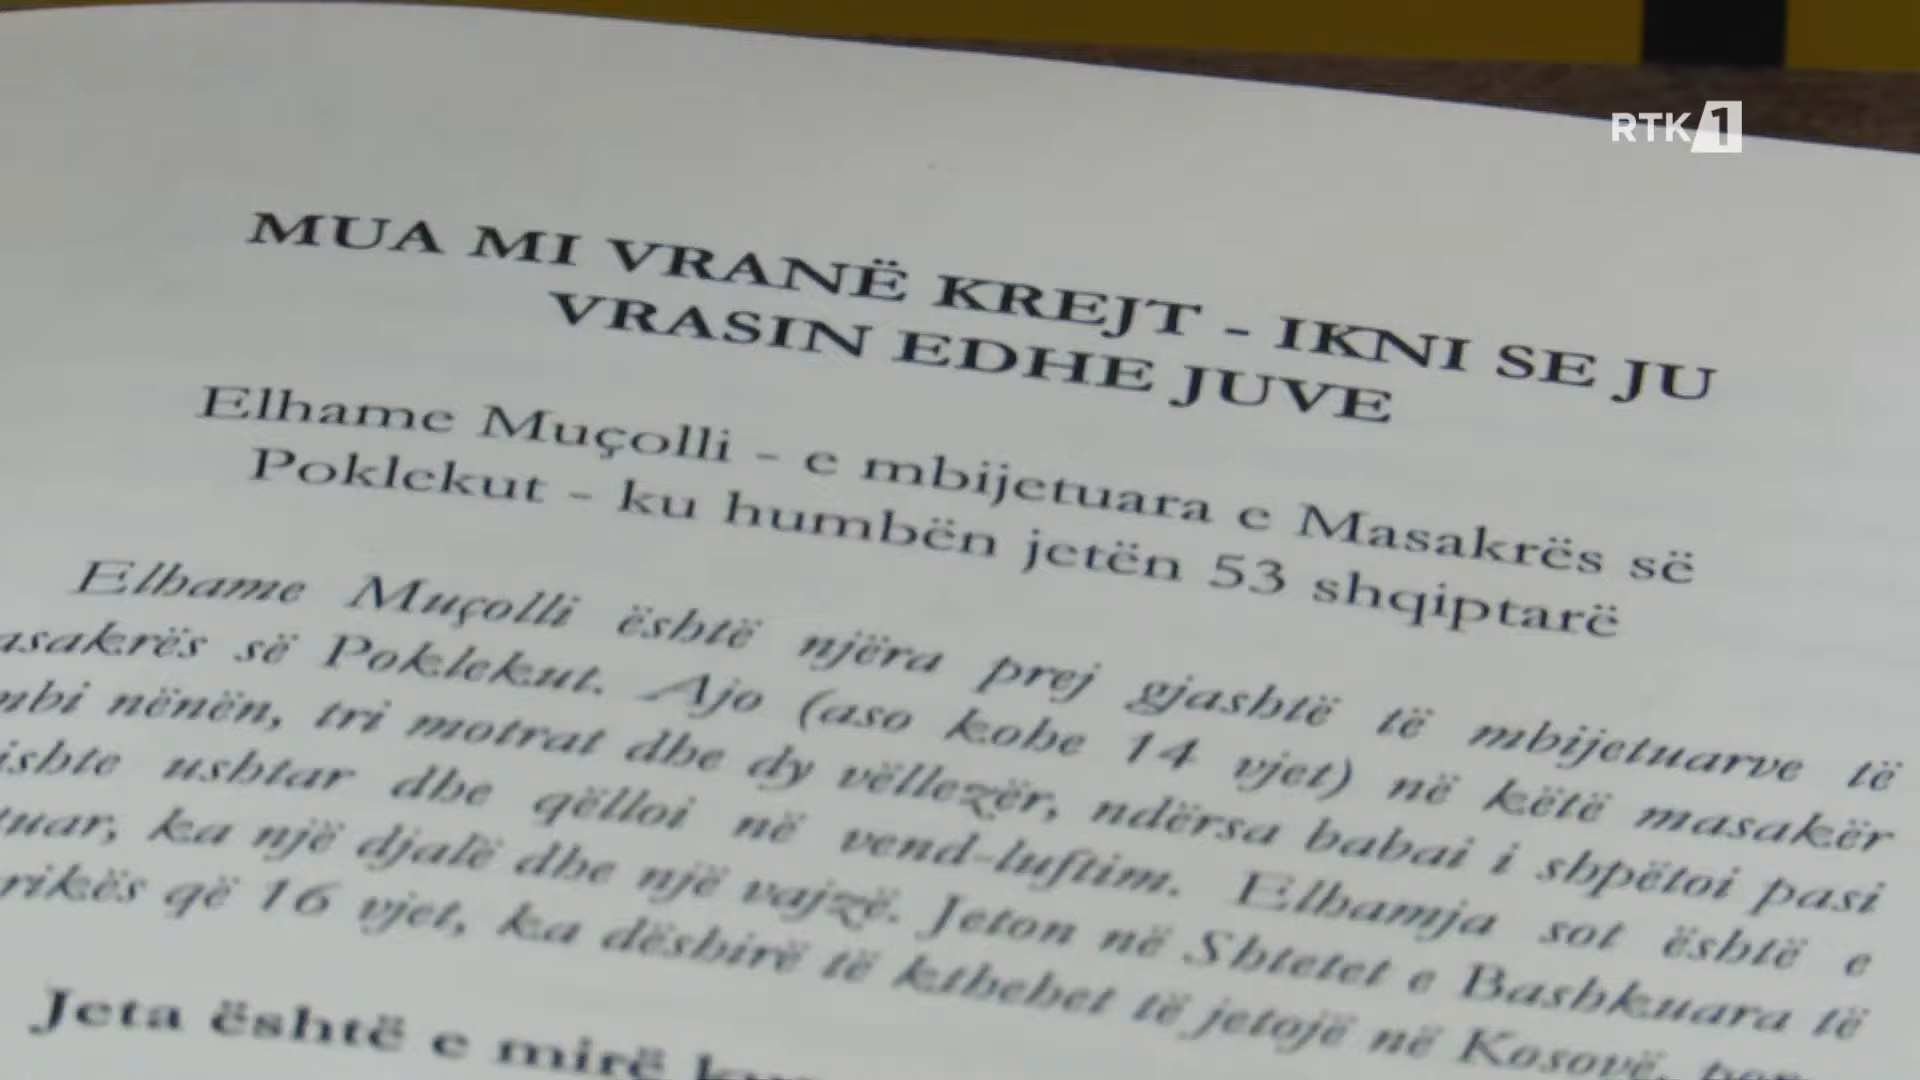 RTK 1
MUA MI VRANË KREJT - IKNI SE JU
VRASIN EDHE JUVE
Elhame Muçolli - e mbijetuara e Masakrës së
Poklekut - ku humbën jetën 53 shqiptarë
Elhame Muçolli është njëra prej gjashtë të mbijetuarve të
asakrës së Poklekut. Ajo (aso kohe 14 vjet) në këtë masakër
mbi nënën, tri motrat dhe dy vëllezër, ndërsa babai i shpëtoi pasi
ishte ushtar dhe qëlloi në vend-luftim. Elhamja sot është e
tuar, ka një djalë dhe një vajzë. Jeton në Shtetet e Bashkuara të
rikës që 16 vjet, ka dëshirë të kthehet të jetojë në Kosovë, por
Jeta është e mirë